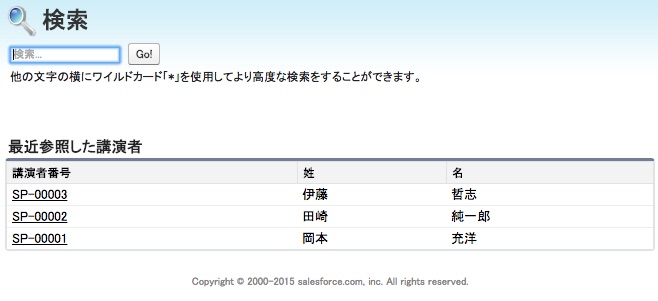 検索
検索...
Go!
他の文字の横にワイルドカード｢*｣を使用してより高度な検索をすることができます。
最近参照した講演者
講演者番号 姓 名
SP-00003 伊藤 哲志
SP-00002 田崎 純一郎
SP-00001 岡本 充洋
Copyright © 2000-2015 salesforce.com, inc. All rights reserved.